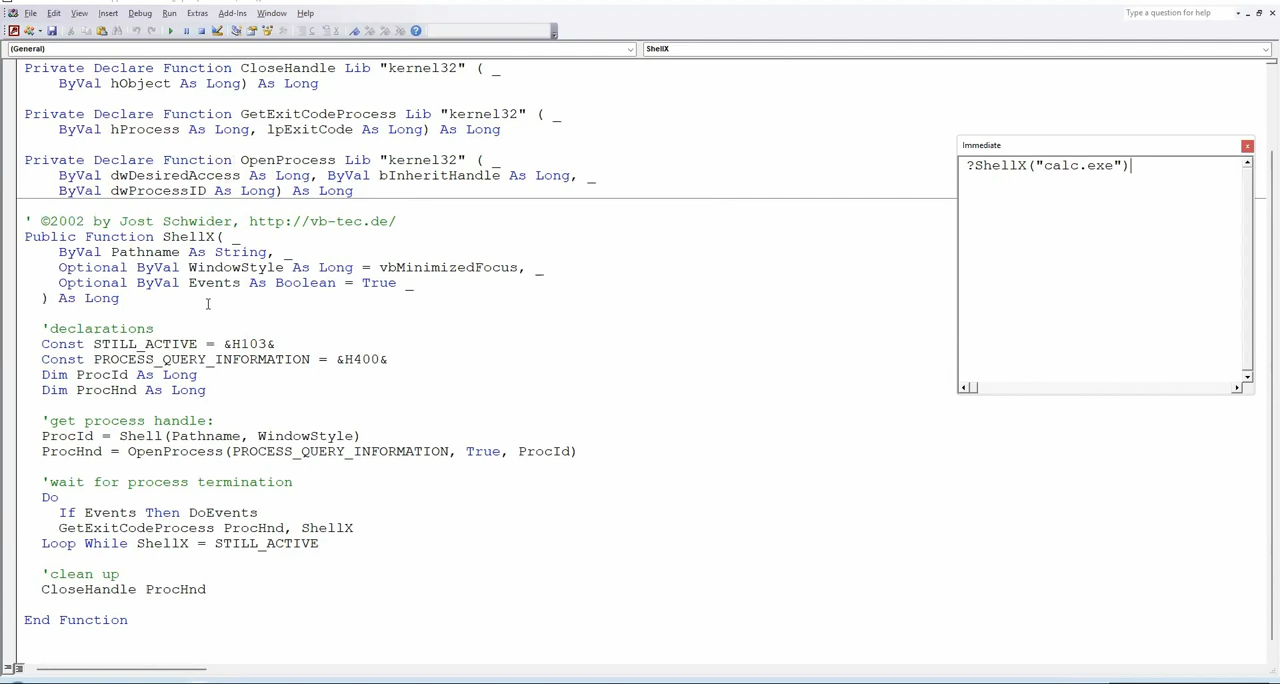 File Edit View Insert Debug Run Extras Add-Ins Window Help
Type a question for help
(General)
ShellX
Private Declare Function CloseHandle Lib "kernel32" ( _
ByVal hObject As Long) As Long
Private Declare Function GetExitCodeProcess Lib "kernel32" ( _
ByVal hProcess As Long, lpExitCode As Long) As Long
Private Declare Function OpenProcess Lib "kernel32" ( _
ByVal dwDesiredAccess As Long, ByVal bInheritHandle As Long, _
ByVal dwProcessID As Long) As Long
' ©2002 by Jost Schwider, http://vb-tec.de/
Public Function ShellX( _
ByVal Pathname As String, _
Optional ByVal WindowStyle As Long = vbMinimizedFocus, _
Optional ByVal Events As Boolean = True _
) As Long
'declarations
Const STILL_ACTIVE = &H103&
Const PROCESS_QUERY_INFORMATION = &H400&
Dim ProcId As Long
Dim ProcHnd As Long
'get process handle:
ProcId = Shell(Pathname, WindowStyle)
ProcHnd = OpenProcess(PROCESS_QUERY_INFORMATION, True, ProcId)
'wait for process termination
Do
If Events Then DoEvents
GetExitCodeProcess ProcHnd, ShellX
Loop While ShellX = STILL_ACTIVE
'clean up
CloseHandle ProcHnd
End Function
Immediate
?ShellX("calc.exe")